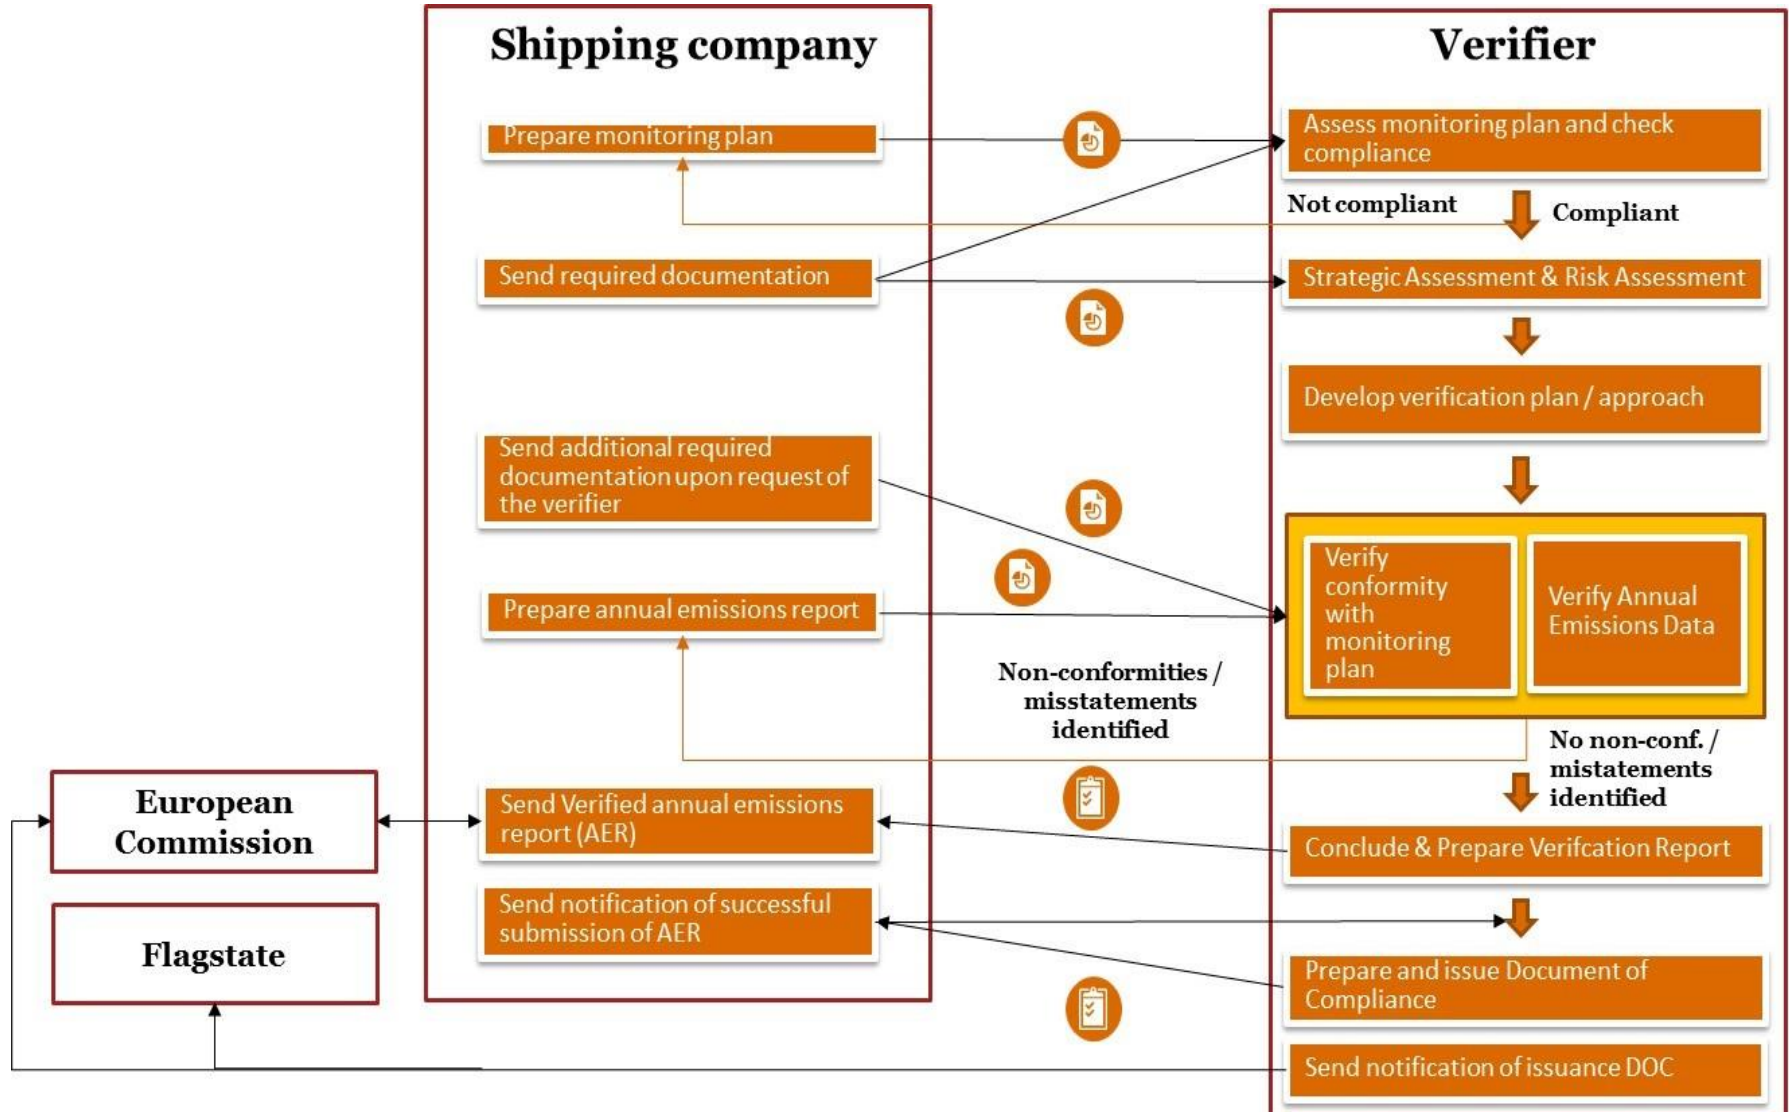 Shipping company
Verifier
Prepare monitoring plan
Assess monitoring plan and check
compliance
Not compliant
Compliant
Send required documentation
Strategic Assessment & Risk Assessment
Develop verification plan / approach
Send additional required
documentation upon request of
the verifier
Verify
conformity
with
monitoring
plan
Verify Annual
Emissions Data
Prepare annual emissions report
Non-conformities /
misstatements
identified
No non-conf. /
mistatements
identified
European
Commission
Send Verified annual emissions
report (AER)
Conclude & Prepare Verifcation Report
Send notification of successful
submission of AER
Flagstate
Prepare and issue Document of
Compliance
Send notification of issuance DOC